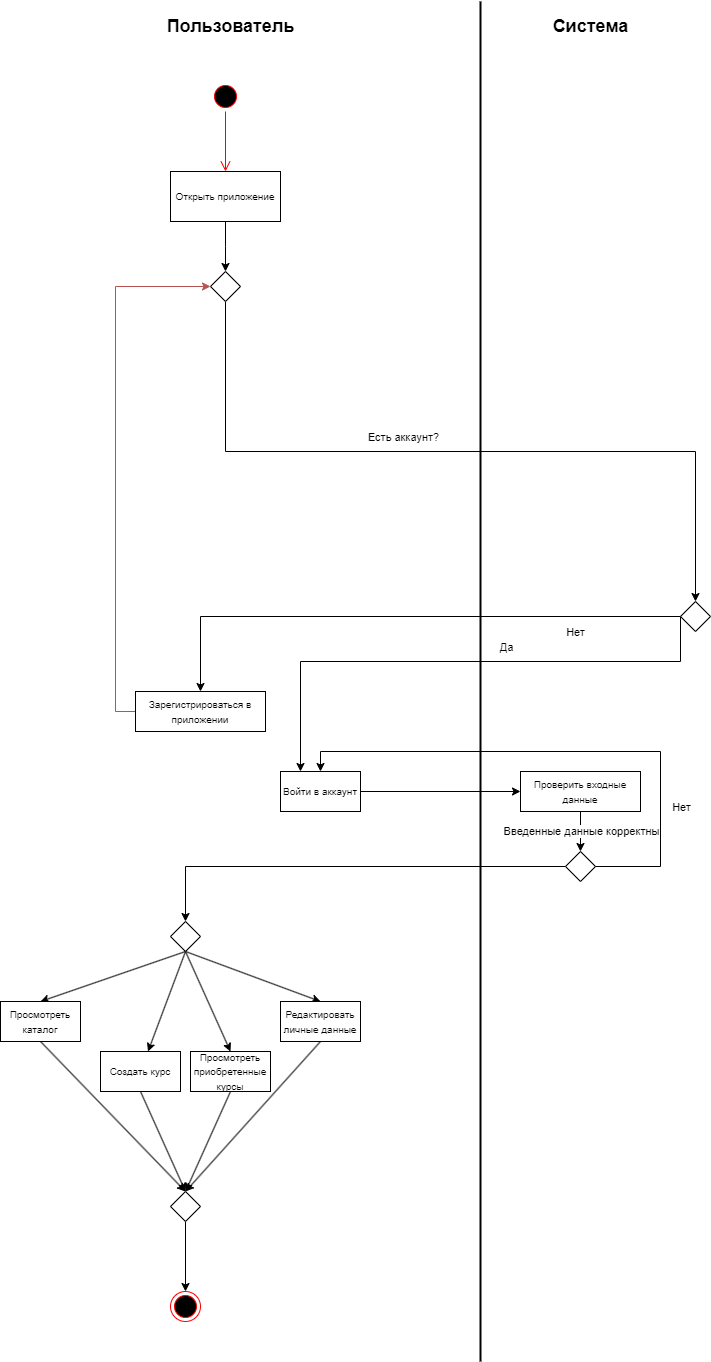 Пользователь
Система
Открыть приложение
Есть аккаунт?
Нет
Да
Зарегистрироваться в
приложении
Войти в аккаунт
Проверить входные
данные
Нет
Введенные данные корректны
Просмотреть
каталог
Редактировать
личные данные
Создать курс
Просмотреть
приобретенные
курсы